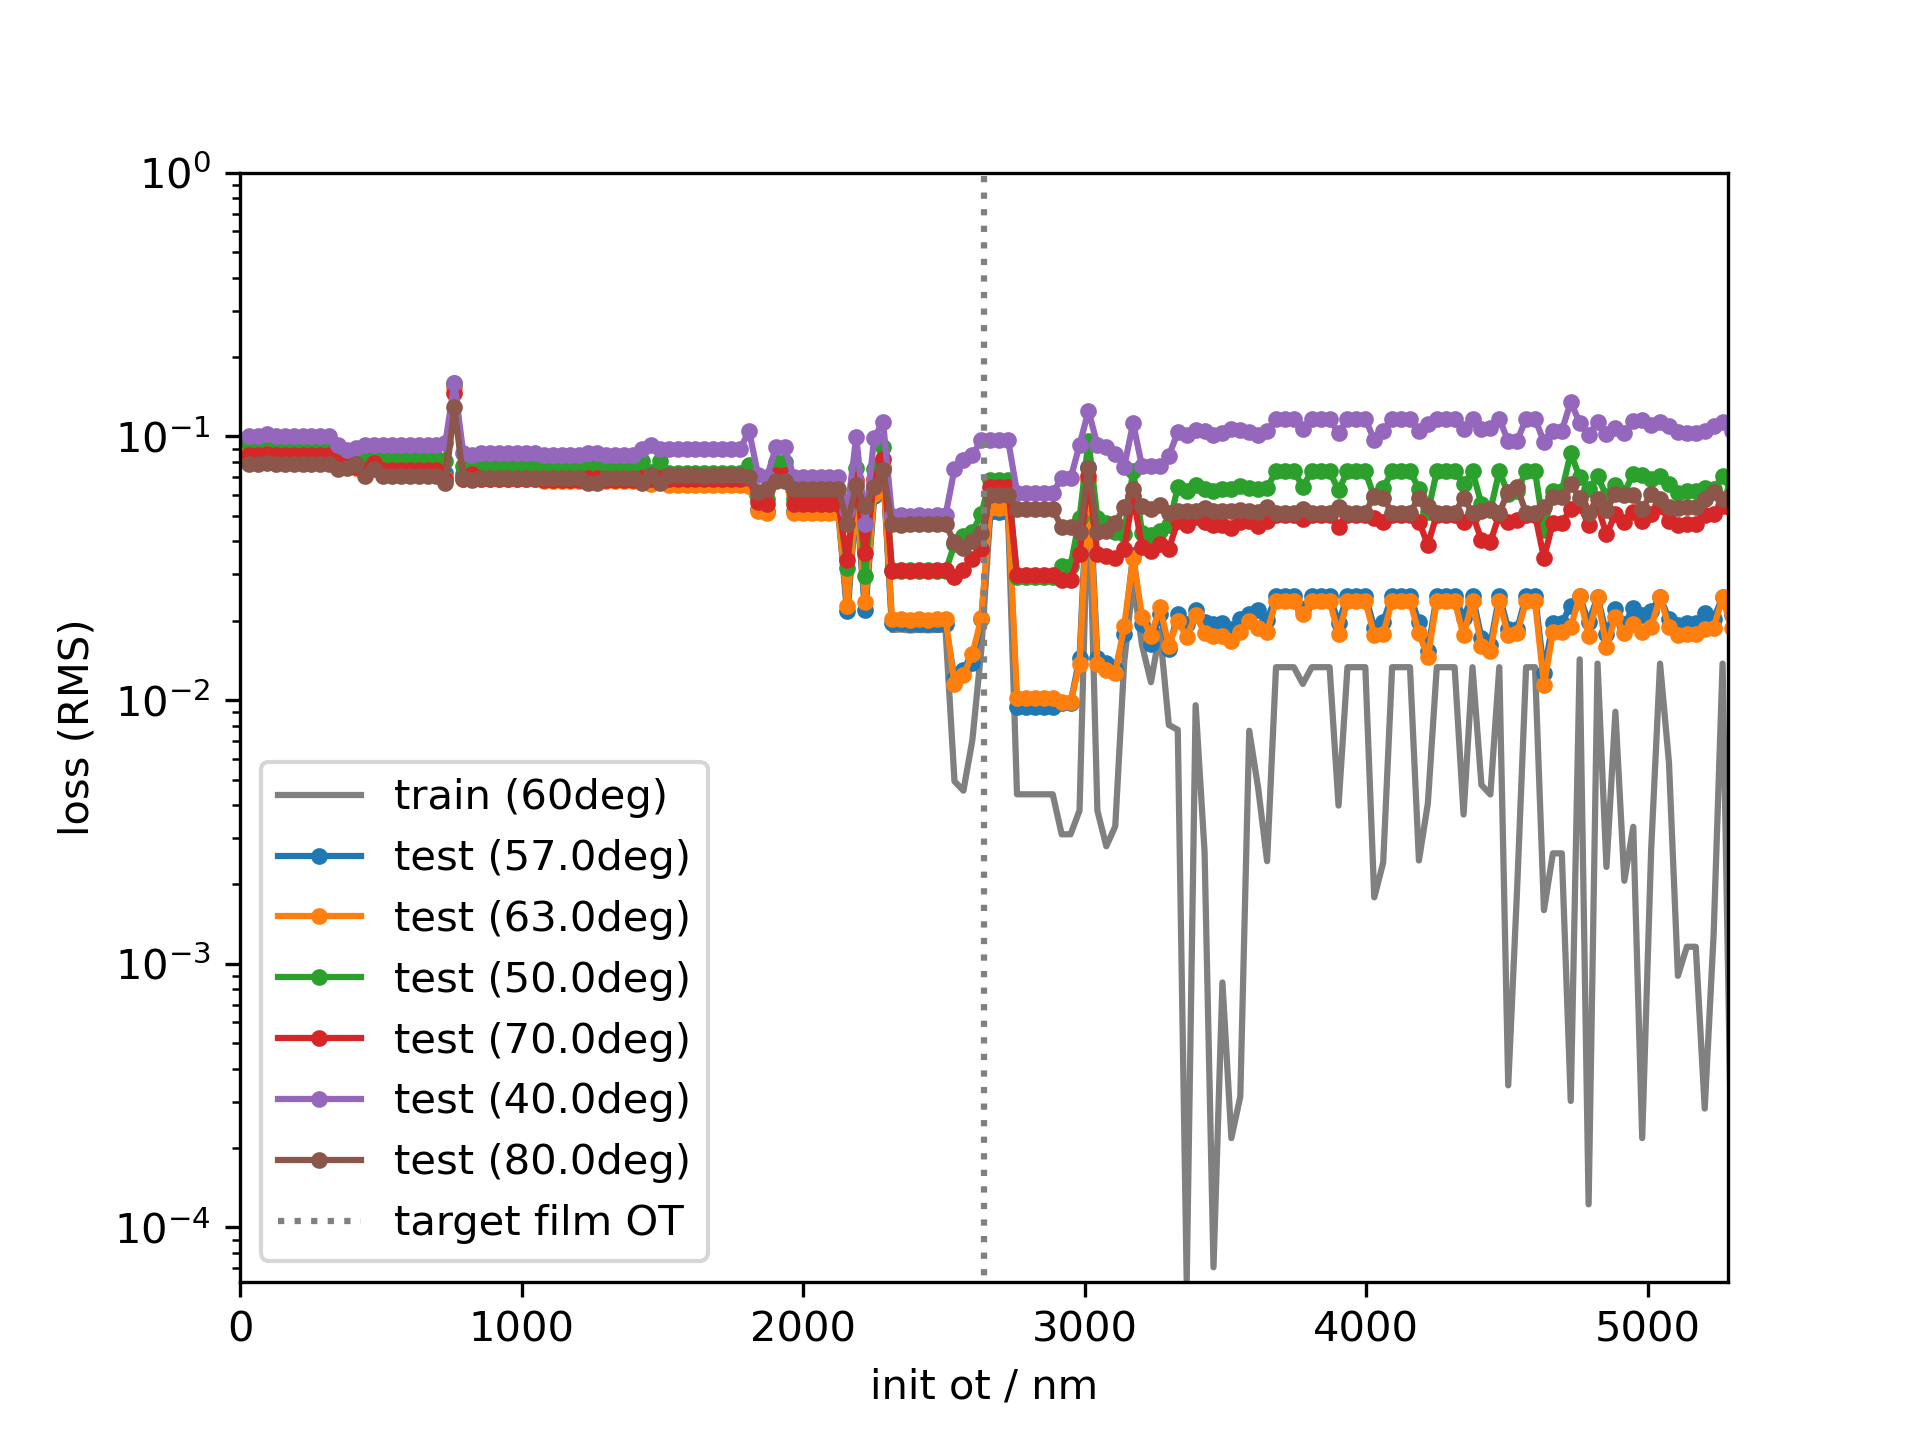 10⁰
10⁻¹
10⁻²
10⁻³
10⁻⁴
loss (RMS)
train (60deg)
test (57.0deg)
test (63.0deg)
test (50.0deg)
test (70.0deg)
test (40.0deg)
test (80.0deg)
target film OT
0 1000 2000 3000 4000 5000
init ot / nm